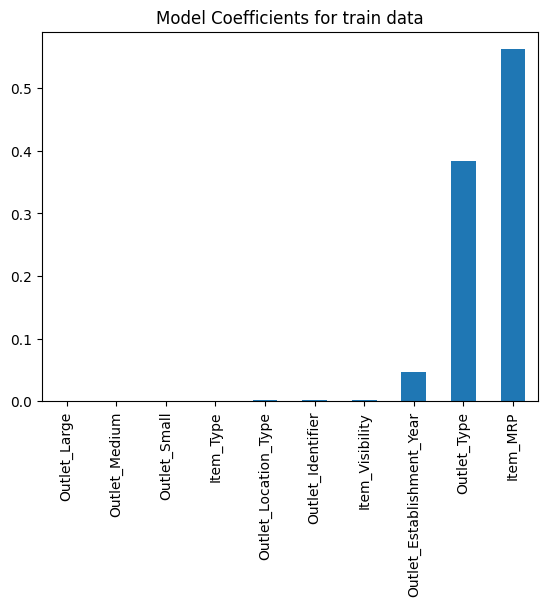 Model Coefficients for train data
0.5
0.4
0.3
0.2
0.1
0.0
Outlet_Large
Outlet_Medium
Outlet_Small
Item_Type
Outlet_Location_Type
Outlet_Identifier
Item_Visibility
Outlet_Establishment_Year
Outlet_Type
Item_MRP